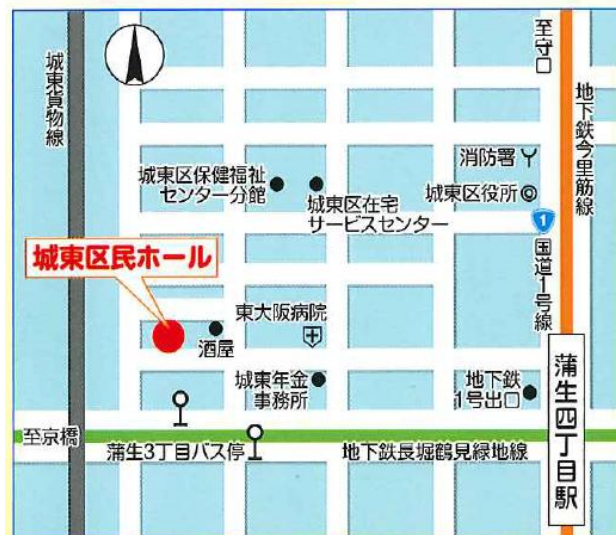 至守口
城東貨物線
地下鉄今里筋線
消防署
城東区保健福祉
センター分館
城東区役所
城東区在宅
サービスセンター
1
国道1号線
城東区民ホール
東大阪病院
酒屋
蒲生四丁目駅
城東年金
事務所
地下鉄
1号出口
至京橋
蒲生3丁目バス停
地下鉄長堀鶴見緑地線